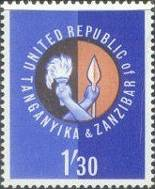 UNITED REPUBLIC of
TANGANYIKA & ZANZIBAR
1/30